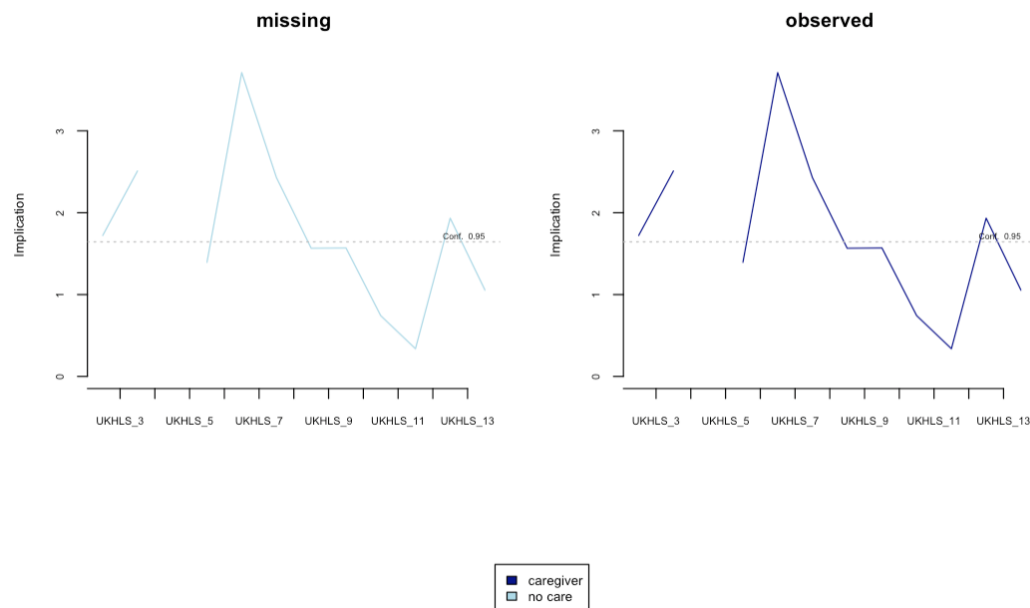 missing
Implication
3
2
1
0
Conf. 0.95
UKHLS_3 UKHLS_5 UKHLS_7 UKHLS_9 UKHLS_11 UKHLS_13
observed
Implication
3
2
1
0
Conf. 0.95
UKHLS_3 UKHLS_5 UKHLS_7 UKHLS_9 UKHLS_11 UKHLS_13
caregiver
no care